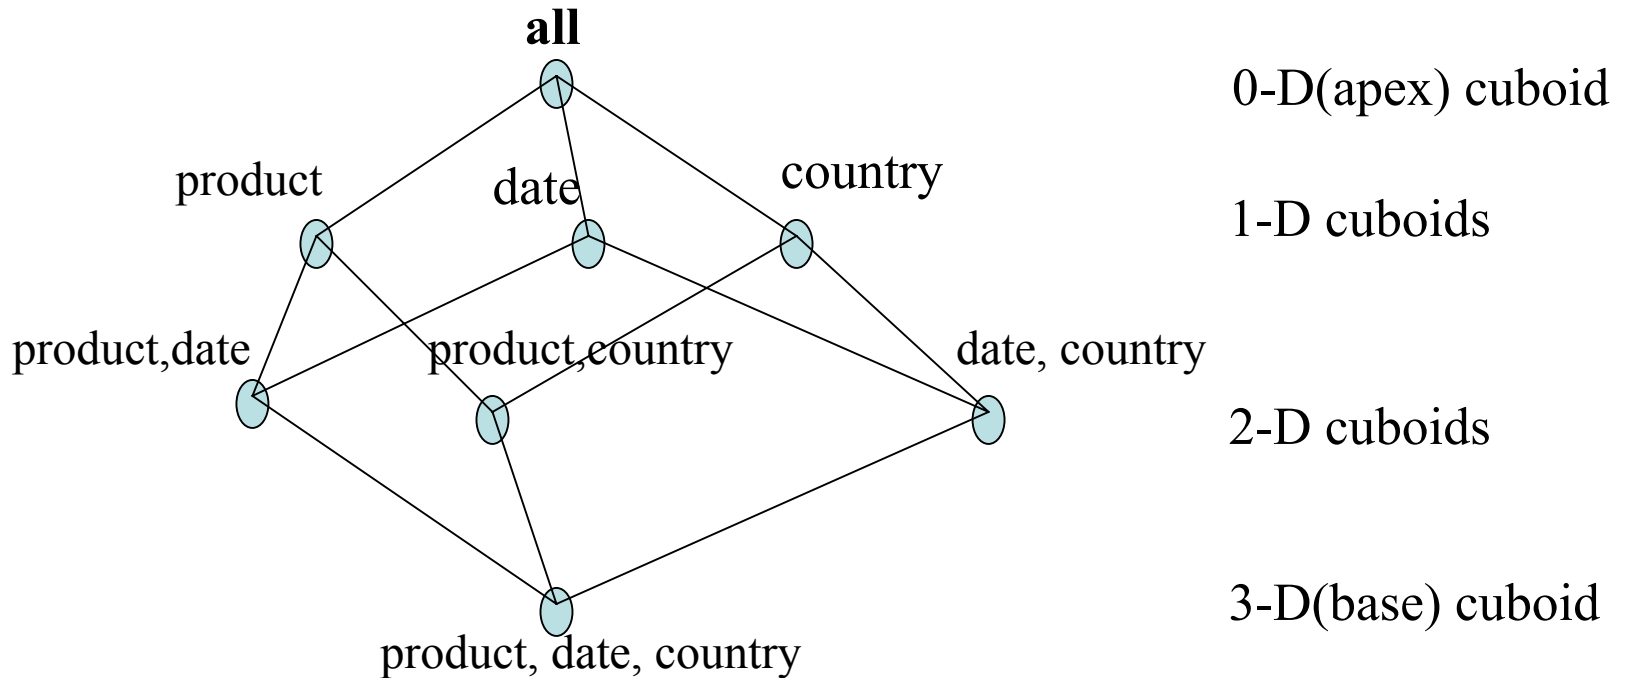 all
0-D(apex) cuboid
product
date
country
1-D cuboids
product,date
product,country
date, country
2-D cuboids
3-D(base) cuboid
product, date, country